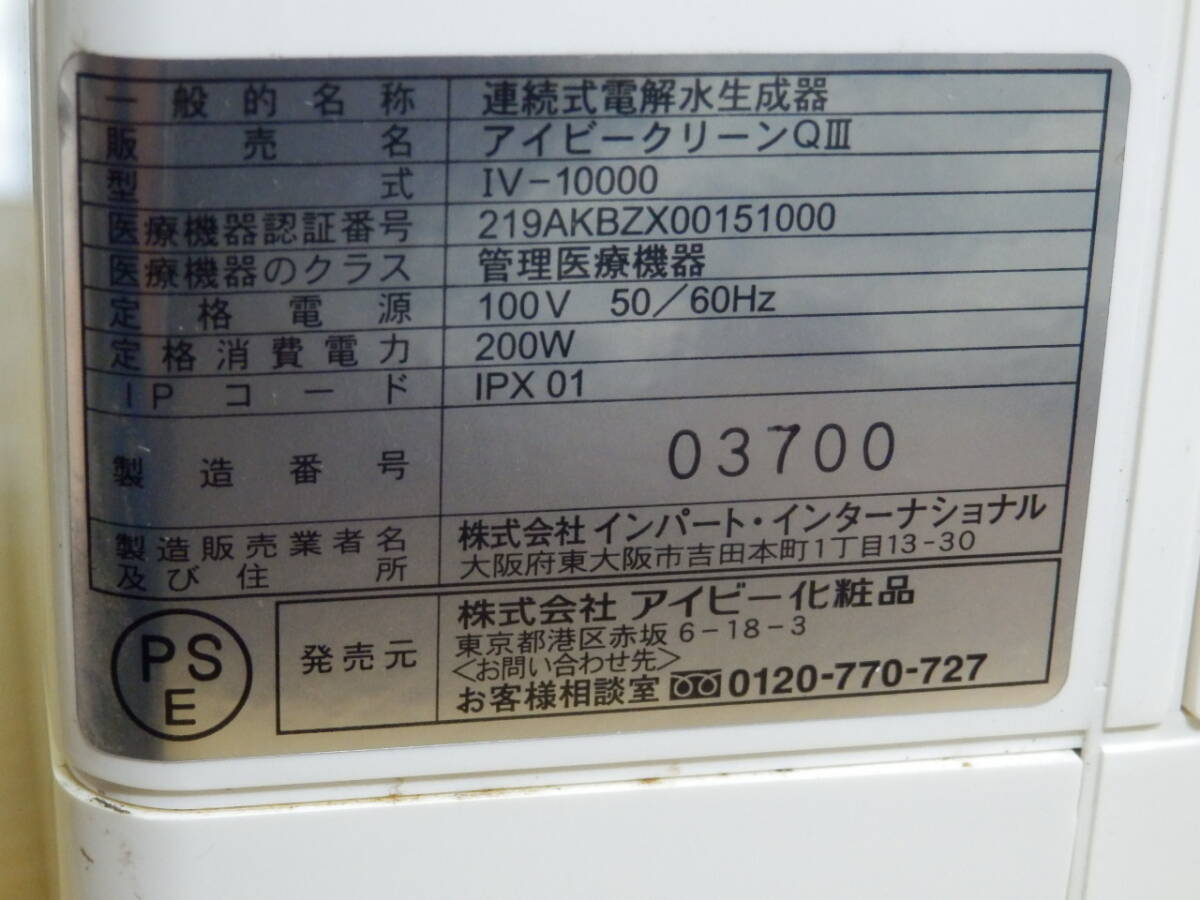 一般的名称 連続式電解水生成器
販売名 アイビークリーンQⅢ
型式 IV-10000
医療機器認証番号 219AKBZX00151000
医療機器のクラス 管理医療機器
定格電源 100V 50/60Hz
定格消費電力 200W
IPコード IPX 01
製造番号 03700
製造販売業者名
及び住所
株式会社 インパート・インターナショナル
大阪府東大阪市吉田本町1丁目13-30
PS
E
発売元
株式会社 アイビー化粧品
東京都港区赤坂 6-18-3
<お問い合わせ先>
お客様相談室 0120-770-727